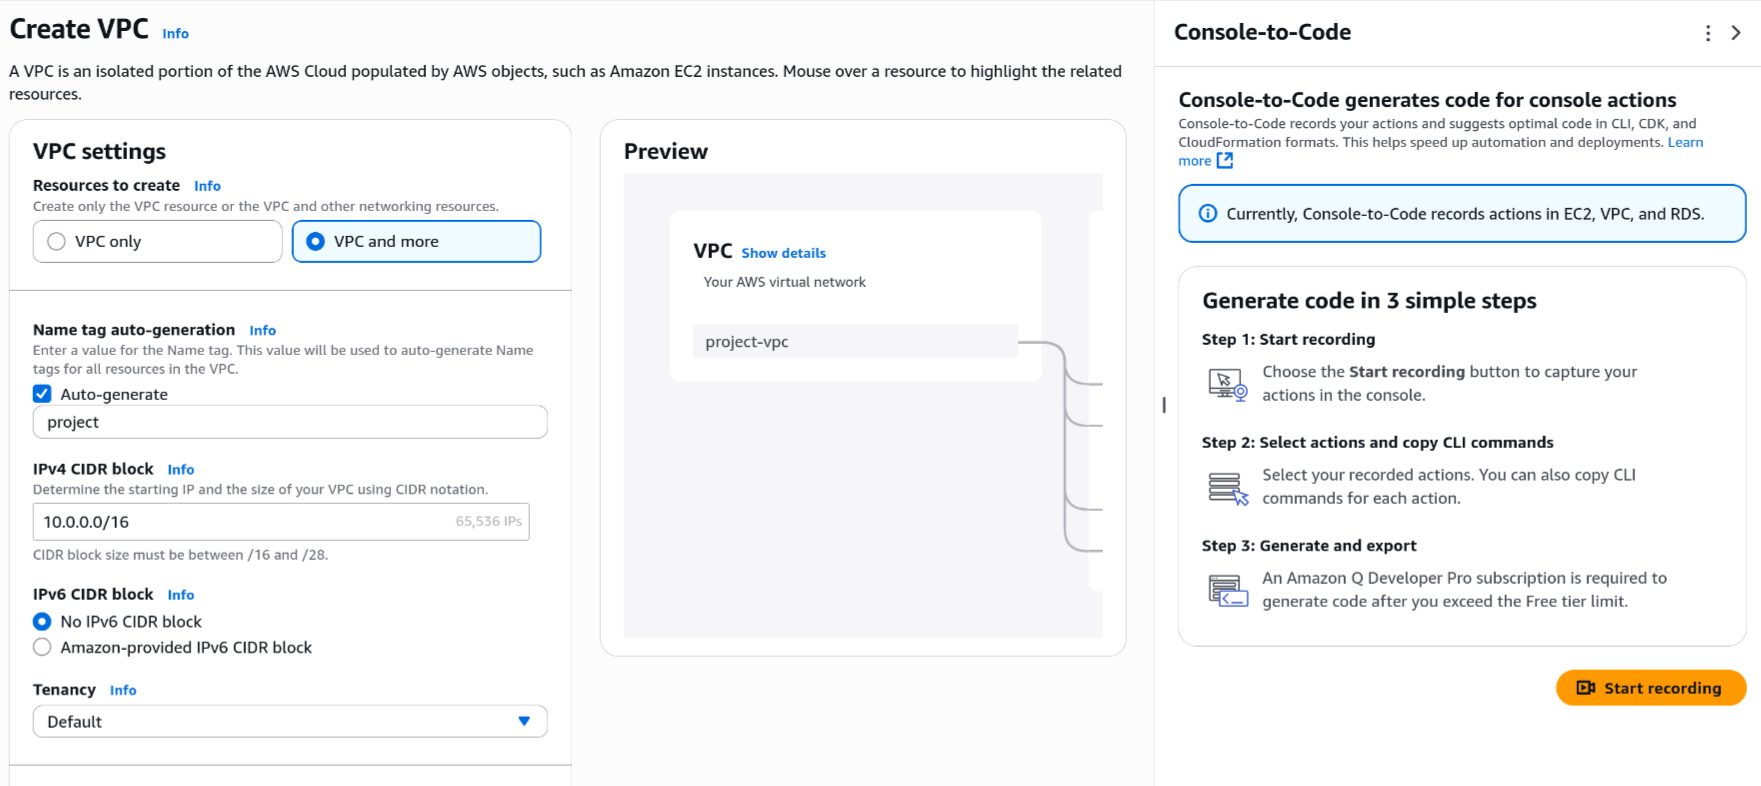 Create VPC Info
A VPC is an isolated portion of the AWS Cloud populated by AWS objects, such as Amazon EC2 instances. Mouse over a resource to highlight the related
resources.
VPC settings
Resources to create Info
Create only the VPC resource or the VPC and other networking resources.
VPC only
VPC and more
Name tag auto-generation Info
Enter a value for the Name tag. This value will be used to auto-generate Name
tags for all resources in the VPC.
Auto-generate
project
IPv4 CIDR block Info
Determine the starting IP and the size of your VPC using CIDR notation.
10.0.0.0/16 65,536 IPs
CIDR block size must be between /16 and /28.
IPv6 CIDR block Info
No IPv6 CIDR block
Amazon-provided IPv6 CIDR block
Tenancy Info
Default
Preview
VPC Show details
Your AWS virtual network
project-vpc
Console-to-Code
Console-to-Code generates code for console actions
Console-to-Code records your actions and suggests optimal code in CLI, CDK, and
CloudFormation formats. This helps speed up automation and deployments. Learn
more
Currently, Console-to-Code records actions in EC2, VPC, and RDS.
Generate code in 3 simple steps
Step 1: Start recording
Choose the Start recording button to capture your
actions in the console.
Step 2: Select actions and copy CLI commands
Select your recorded actions. You can also copy CLI
commands for each action.
Step 3: Generate and export
An Amazon Q Developer Pro subscription is required to
generate code after you exceed the Free tier limit.
Start recording